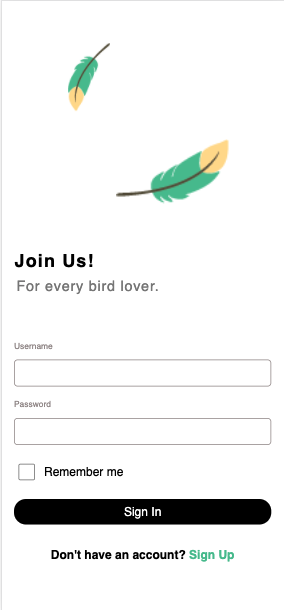 Join Us!
For every bird lover.
Username
Password
Remember me
Sign In
Don't have an account? Sign Up